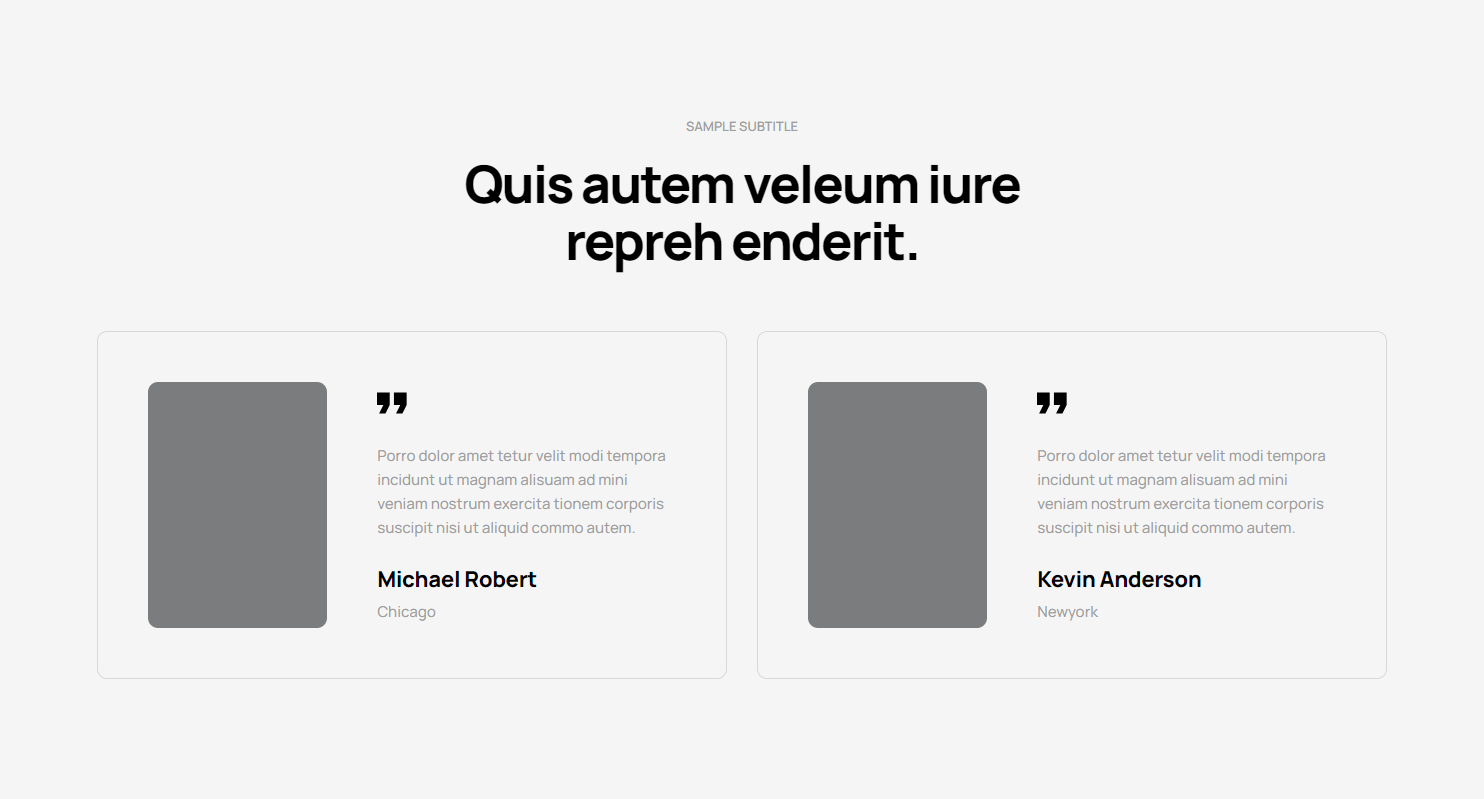 SAMPLE SUBTITLE
Quis autem veleum iure
repreh enderit.
Porro dolor amet tetur velit modi tempora
incidunt ut magnam alisuam ad mini
veniam nostrum exercita tionem corporis
suscipit nisi ut aliquid commo autem.
Michael Robert
Chicago
Porro dolor amet tetur velit modi tempora
incidunt ut magnam alisuam ad mini
veniam nostrum exercita tionem corporis
suscipit nisi ut aliquid commo autem.
Kevin Anderson
Newyork